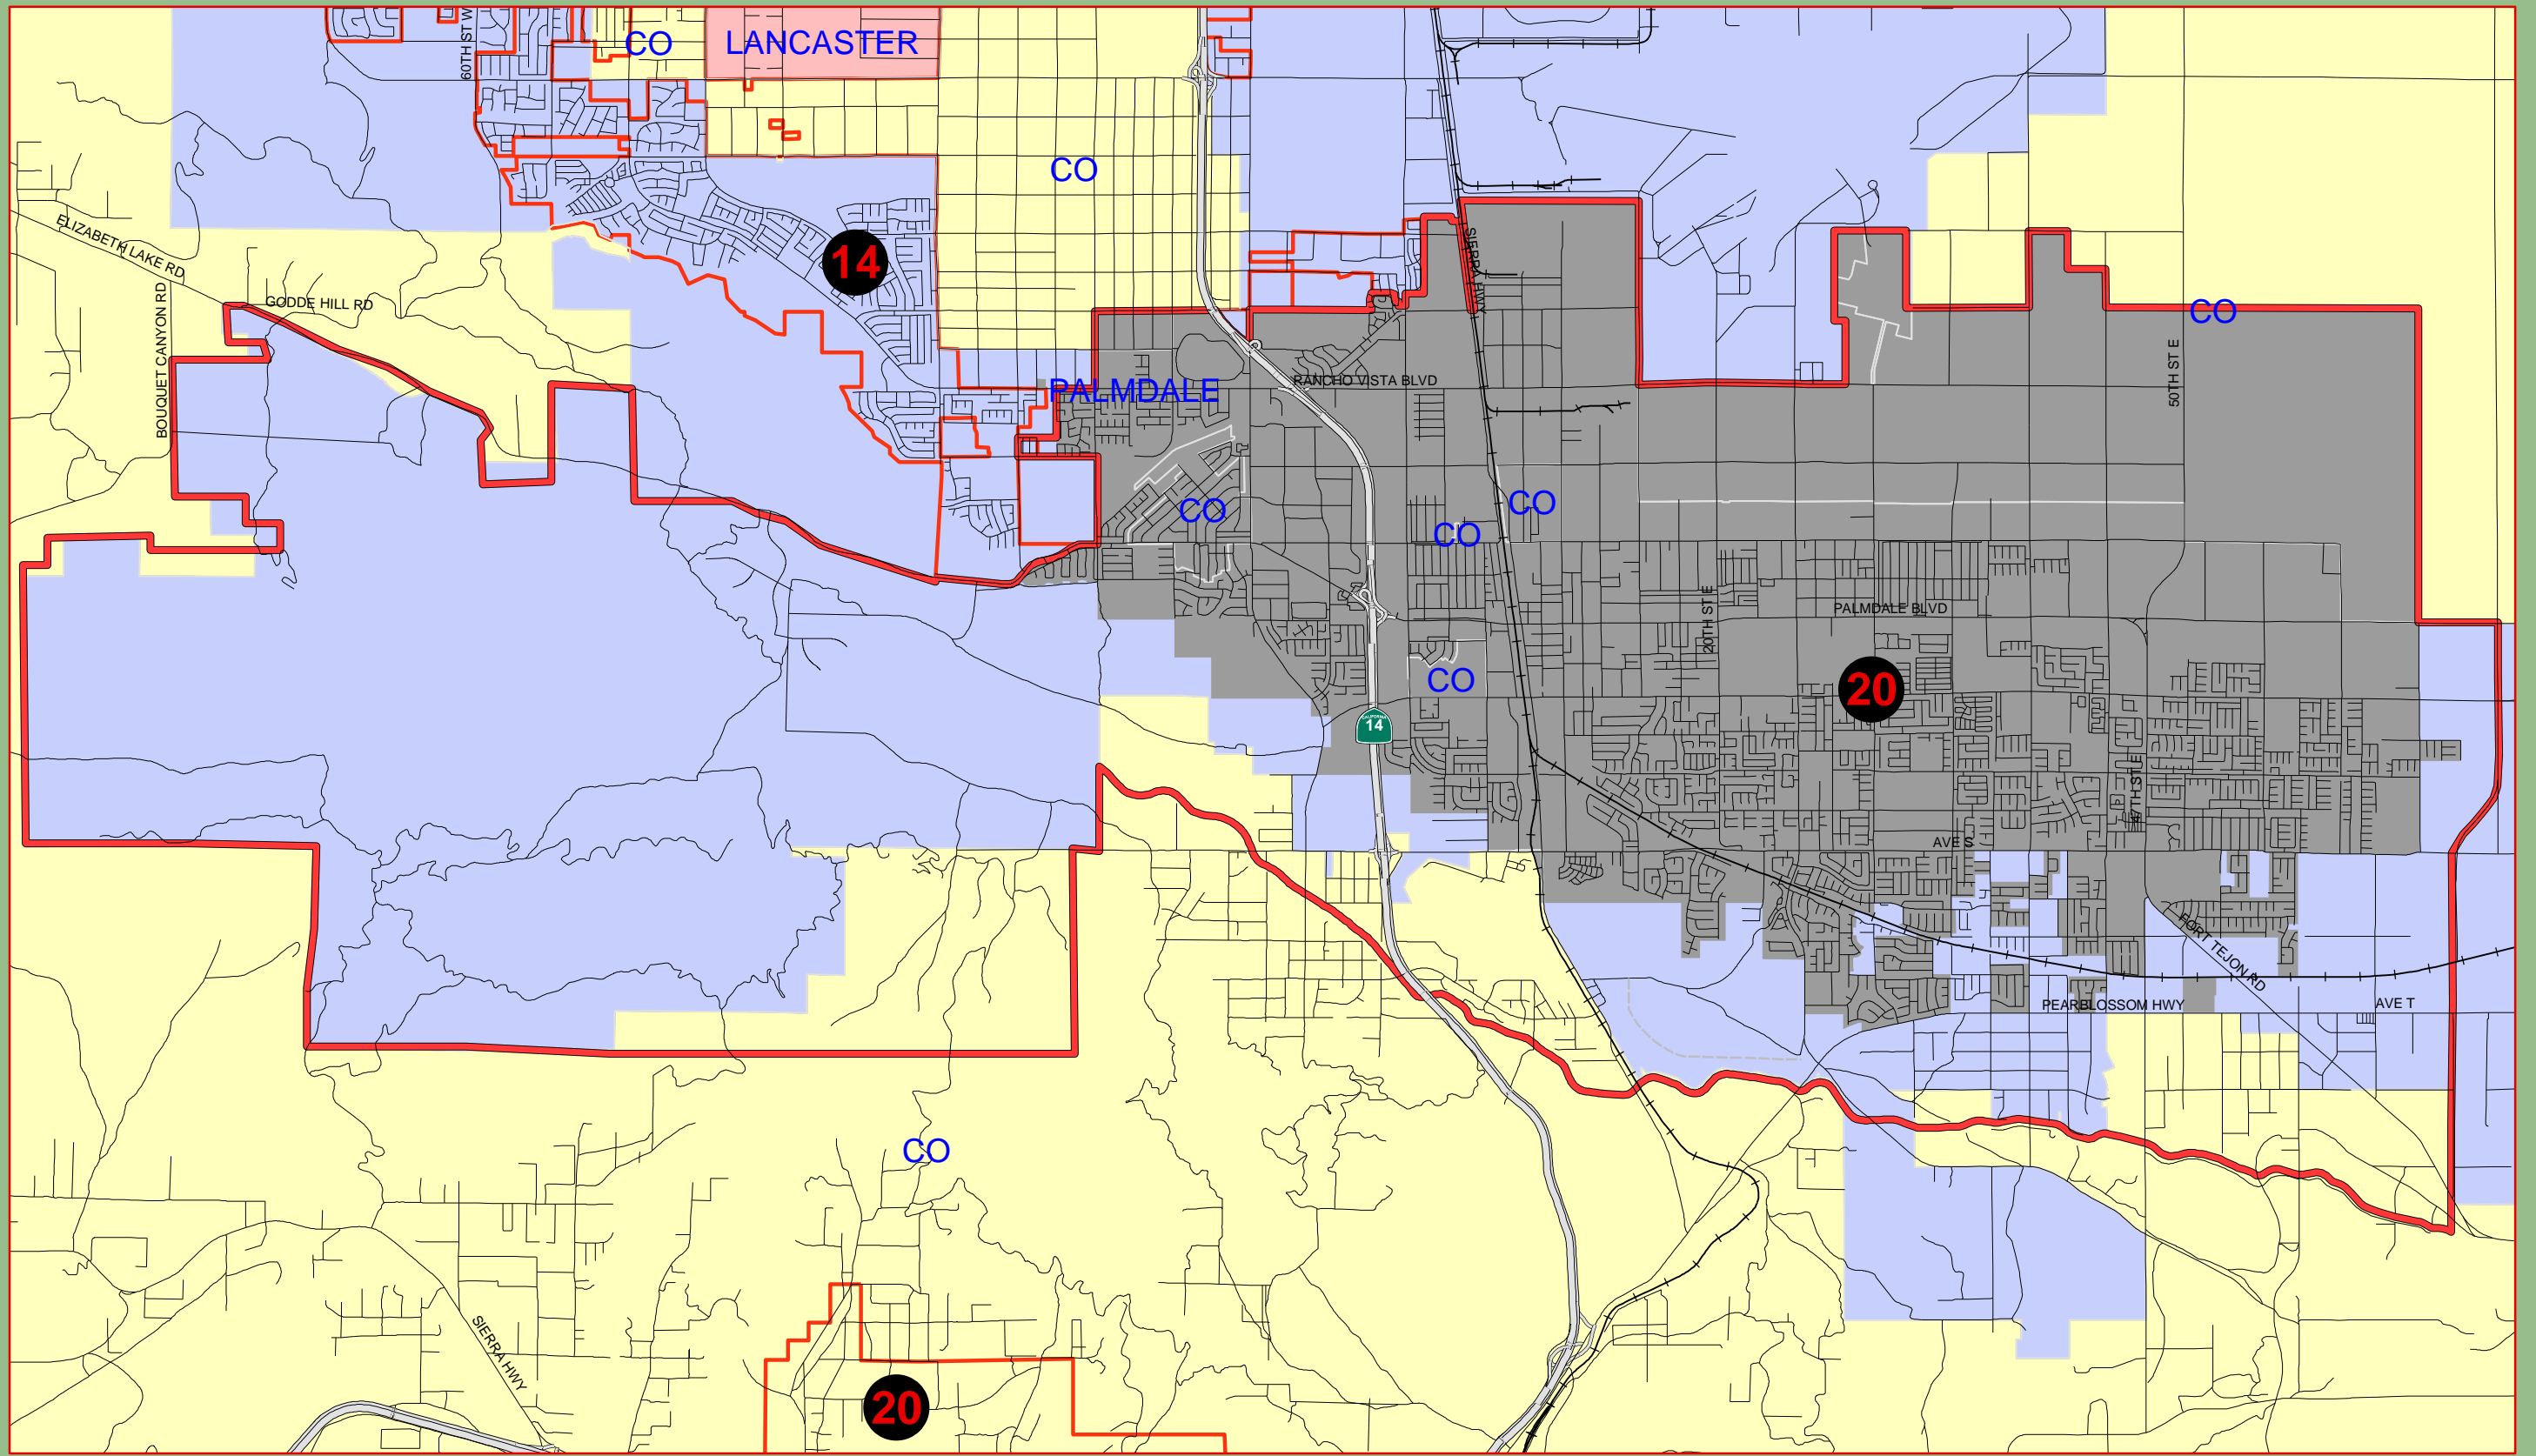 60TH ST W
CO
LANCASTER
CO
ELIZABETH LAKE RD
14
SIERRA HWY
GODDE HILL RD
BOUQUET CANYON RD
CO
RANCHO VISTA BLVD
PALMDALE
50TH ST E
CO
CO
CO
20TH ST E
PALMDALE BLVD
CO
20
CALIFORNIA
14
47TH ST E
AVE S
FORT TEJON RD
PEARBLOSSOM HWY
AVE T
CO
SIERRA HWY
20